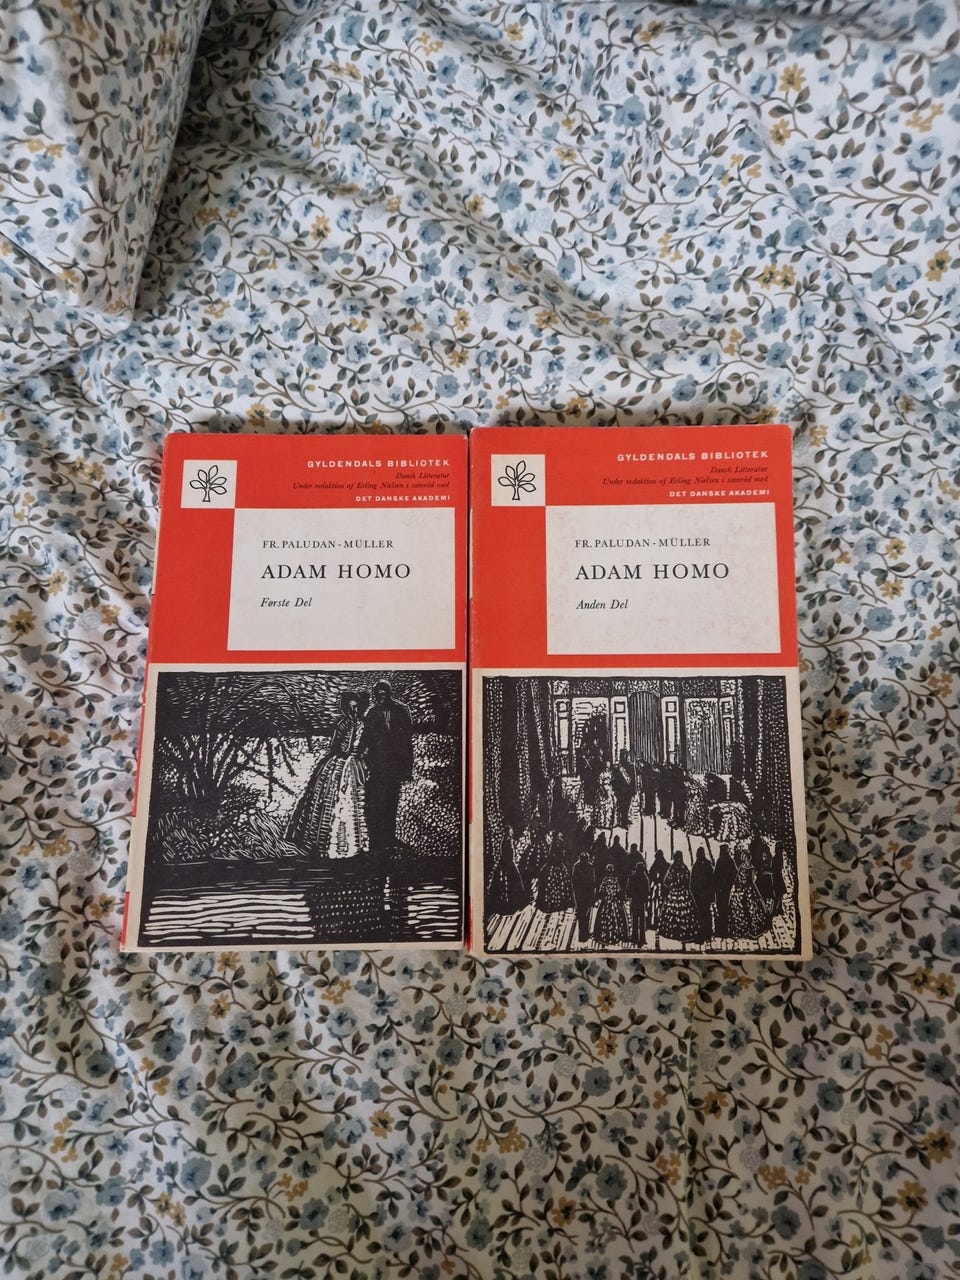 GYLDENDALS BIBLIOTEK
Dansk Litteratur
Under redaktion af Erling Nielsen i samråd med
DET DANSKE AKADEMI
FR. PALUDAN-MÜLLER
ADAM HOMO
Første Del
GYLDENDALS BIBLIOTEK
Dansk Litteratur
Under redaktion af Erling Nielsen i samråd med
DET DANSKE AKADEMI
FR. PALUDAN-MÜLLER
ADAM HOMO
Anden Del